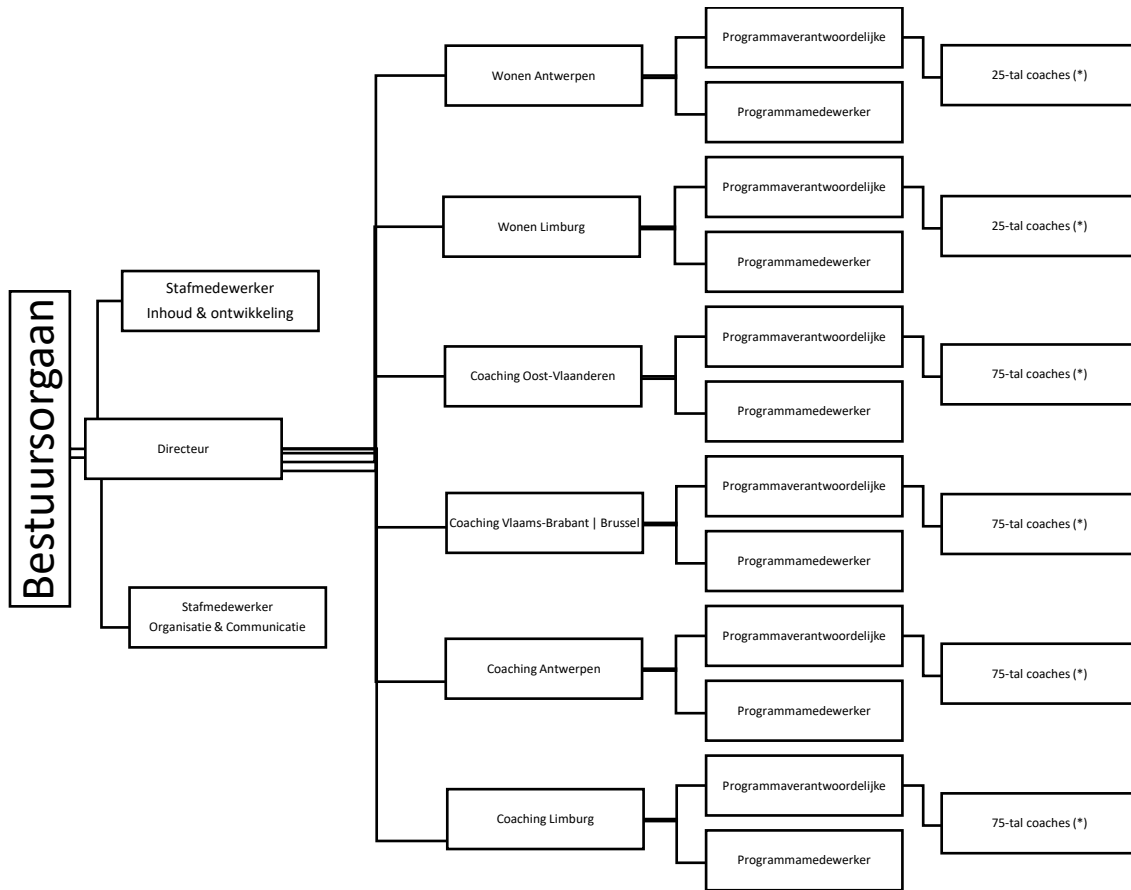 Bestuursorgaan
Stafmedewerker
Inhoud & ontwikkeling
Directeur
Stafmedewerker
Organisatie & Communicatie
Wonen Antwerpen
Programmaverantwoordelijke
25-tal coaches (*)
Programmamedewerker
Wonen Limburg
Programmaverantwoordelijke
25-tal coaches (*)
Programmamedewerker
Coaching Oost-Vlaanderen
Programmaverantwoordelijke
75-tal coaches (*)
Programmamedewerker
Coaching Vlaams-Brabant | Brussel
Programmaverantwoordelijke
75-tal coaches (*)
Programmamedewerker
Coaching Antwerpen
Programmaverantwoordelijke
75-tal coaches (*)
Programmamedewerker
Coaching Limburg
Programmaverantwoordelijke
75-tal coaches (*)
Programmamedewerker